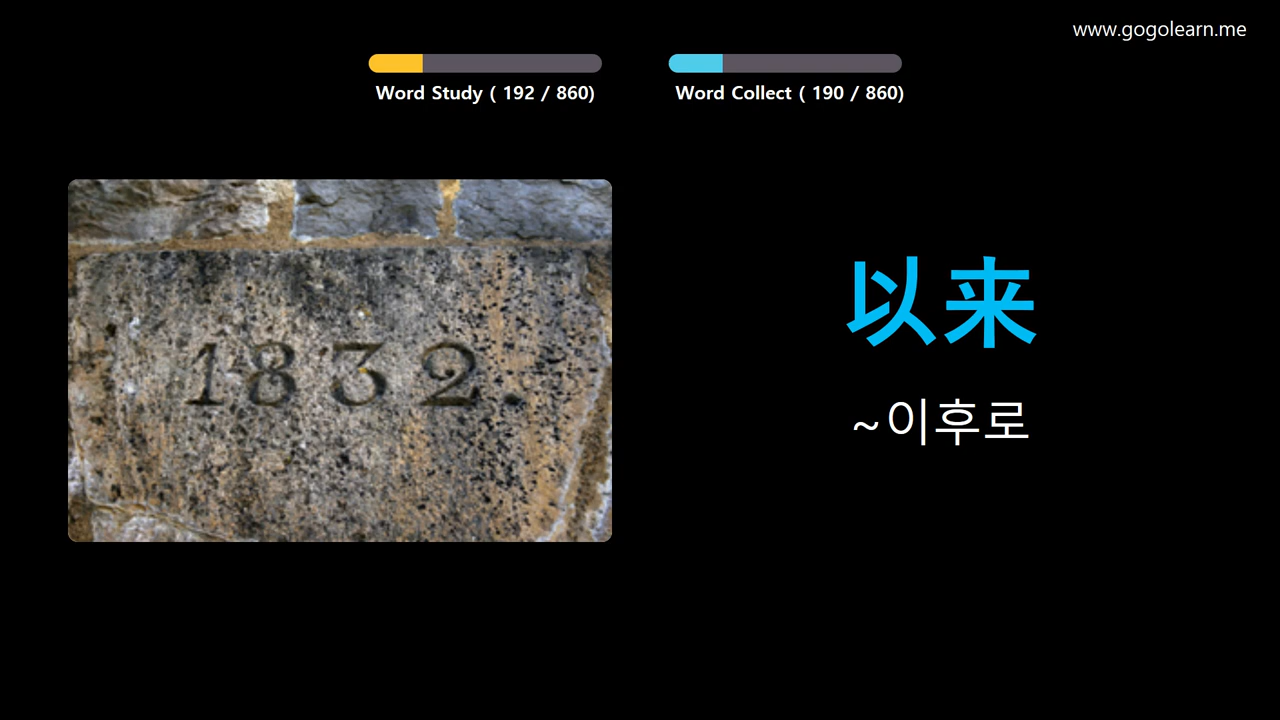 www.gogolearn.me
Word Study ( 192 / 860)
Word Collect ( 190 / 860)
1832.
以来
~이후로